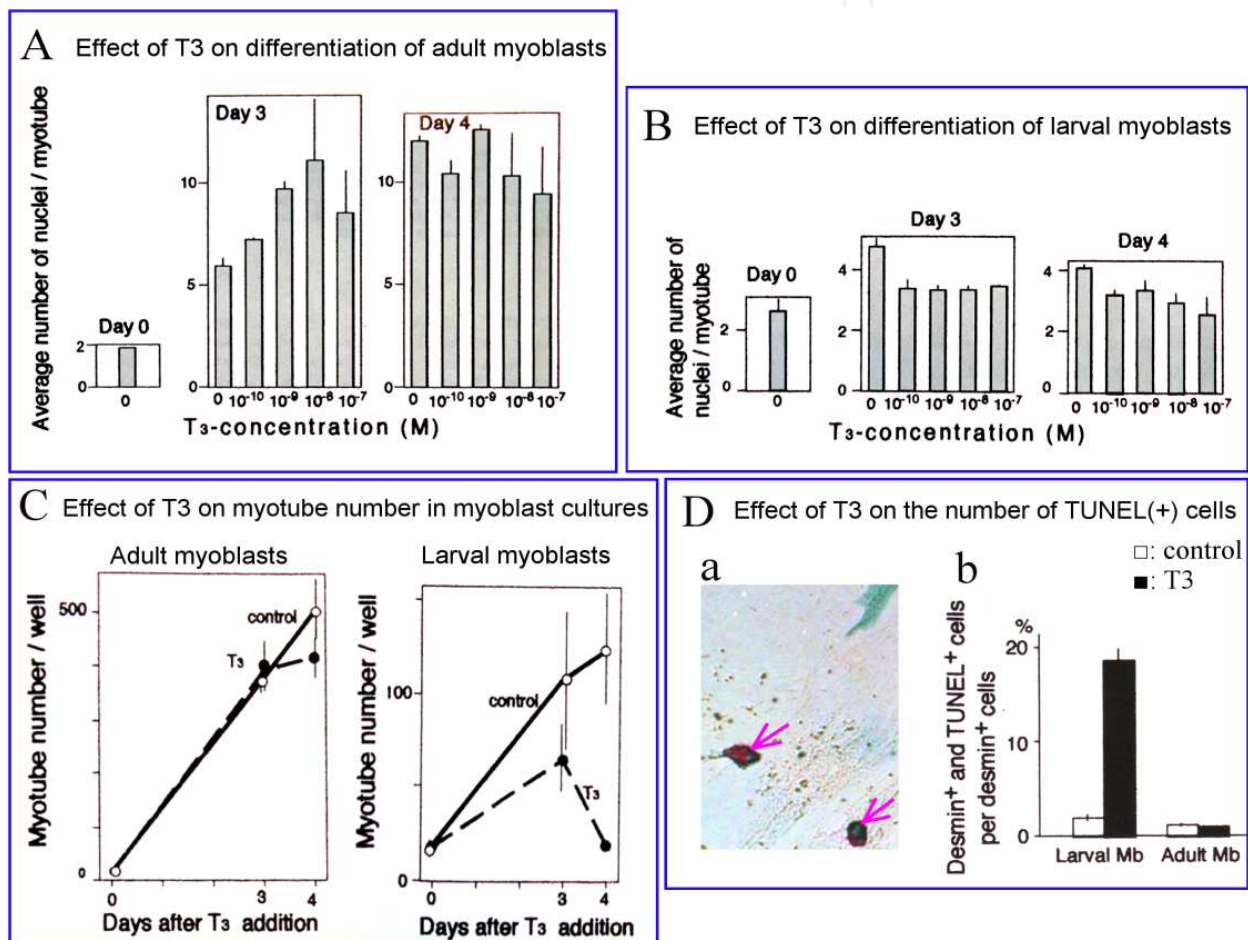 A Effect of T3 on differentiation of adult myoblasts
Average number of nuclei / myotube
Day 0
2
0
0
Day 3
10
5
0
0 10-10 10-9 10-8 10-7
Day 4
10
5
0
0 10-10 10-9 10-8 10-7
T3-concentration (M)
B Effect of T3 on differentiation of larval myoblasts
Average number of
nuclei / myotube
Day 0
2
0
0
Day 3
4
2
0
0 10-10 10-9 10-8 10-7
Day 4
4
2
0
0 10-10 10-9 10-8 10-7
T3-concentration (M)
C Effect of T3 on myotube number in myoblast cultures
Adult myoblasts
Myotube number / well
500
0
control
T3
0 3 4
Days after T3 addition
Larval myoblasts
Myotube number / well
100
0
control
T3
0 3 4
Days after T3 addition
D Effect of T3 on the number of TUNEL(+) cells
a
b
□: control
■: T3
Desmin+ and TUNEL+ cells
per desmin+ cells
%
20
10
0
Larval Mb Adult Mb